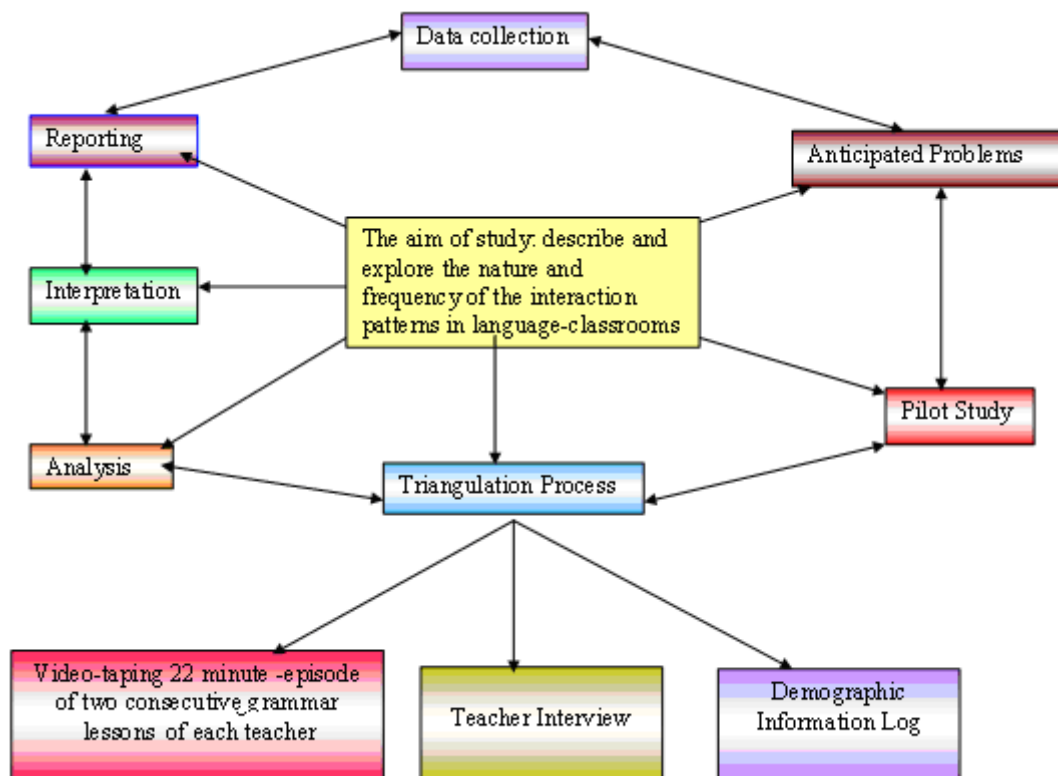 Data collection
Reporting
Anticipated Problems
The aim of study: describe and
explore the nature and
frequency of the interaction
patterns in language-classrooms
Interpretation
Pilot Study
Analysis
Triangulation Process
Video-taping 22 minute -episode
of two consecutive grammar
lessons of each teacher
Teacher Interview
Demographic
Information Log